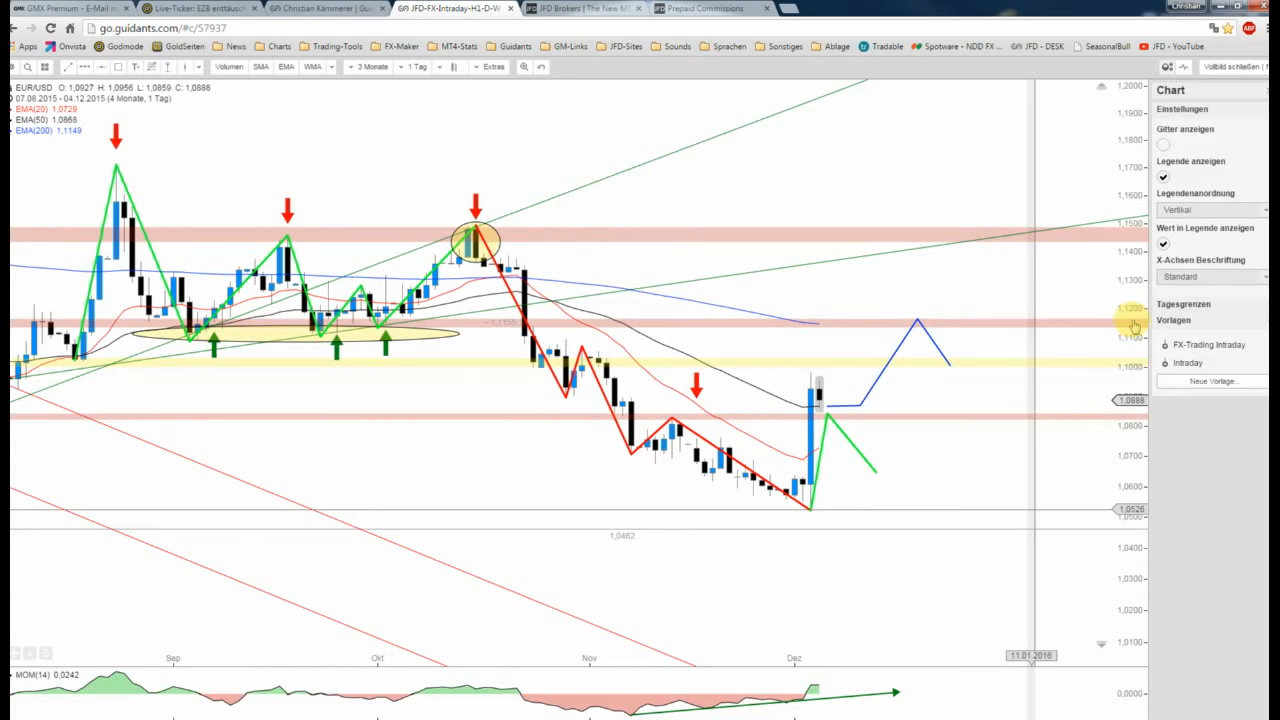 GMX Premium - E-Mail m
Live-Ticker: EZB enttäusch
Christian Kämmerer | Gui
JFD-FX-Intraday-H1-D-W
JFD Brokers | The New M
Prepaid Commissions
Christian
go.guidants.com/#c/57937
ABP
Apps Onvista Godmode GoldSeiten News Charts Trading-Tools FX-Maker MT4-Stats Guidants GM-Links JFD-Sites Sounds Sprachen Sonstiges Ablage Tradable Spotware - NDD FX ... JFD - DESK SeasonalBull JFD - YouTube
Volumen SMA EMA WMA 3 Monate 1 Tag Extras Vollbild schließen ( f
EUR/USD O: 1,0927 H: 1,0956 L: 1,0859 C: 1,0888
07.08.2015 - 04.12.2015 (4 Monate, 1 Tag)
EMA(20) 1,0729
EMA(50) 1,0868
EMA(200) 1,1149
1,2000
1,1900
1,1800
1,1700
1,1600
1,1500
1,1400
1,1300
1,1200
1,1100
1,1000
1,0888
1,0800
1,0700
1,0600
1,0526
1,0500
1,0400
1,0300
1,0200
1,0100
1,0462
Sep Okt Nov Dez 11.01.2016
MOM(14) 0,0242
0,0000
Chart
Einstellungen
Gitter anzeigen
Legende anzeigen
Legendenanordnung
Vertikal
Wert in Legende anzeigen
X-Achsen Beschriftung
Standard
Tagesgrenzen
Vorlagen
FX-Trading Intraday
Intraday
Neue Vorlage...